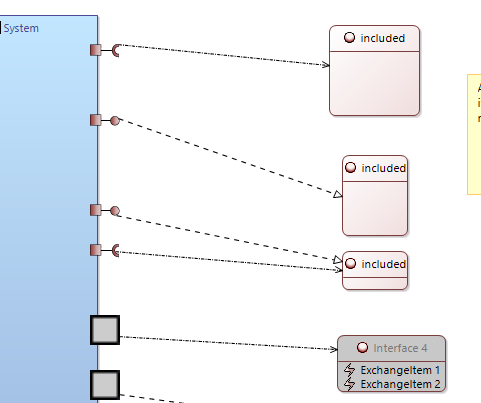 System
included
included
included
Interface 4
ExchangeItem 1
ExchangeItem 2